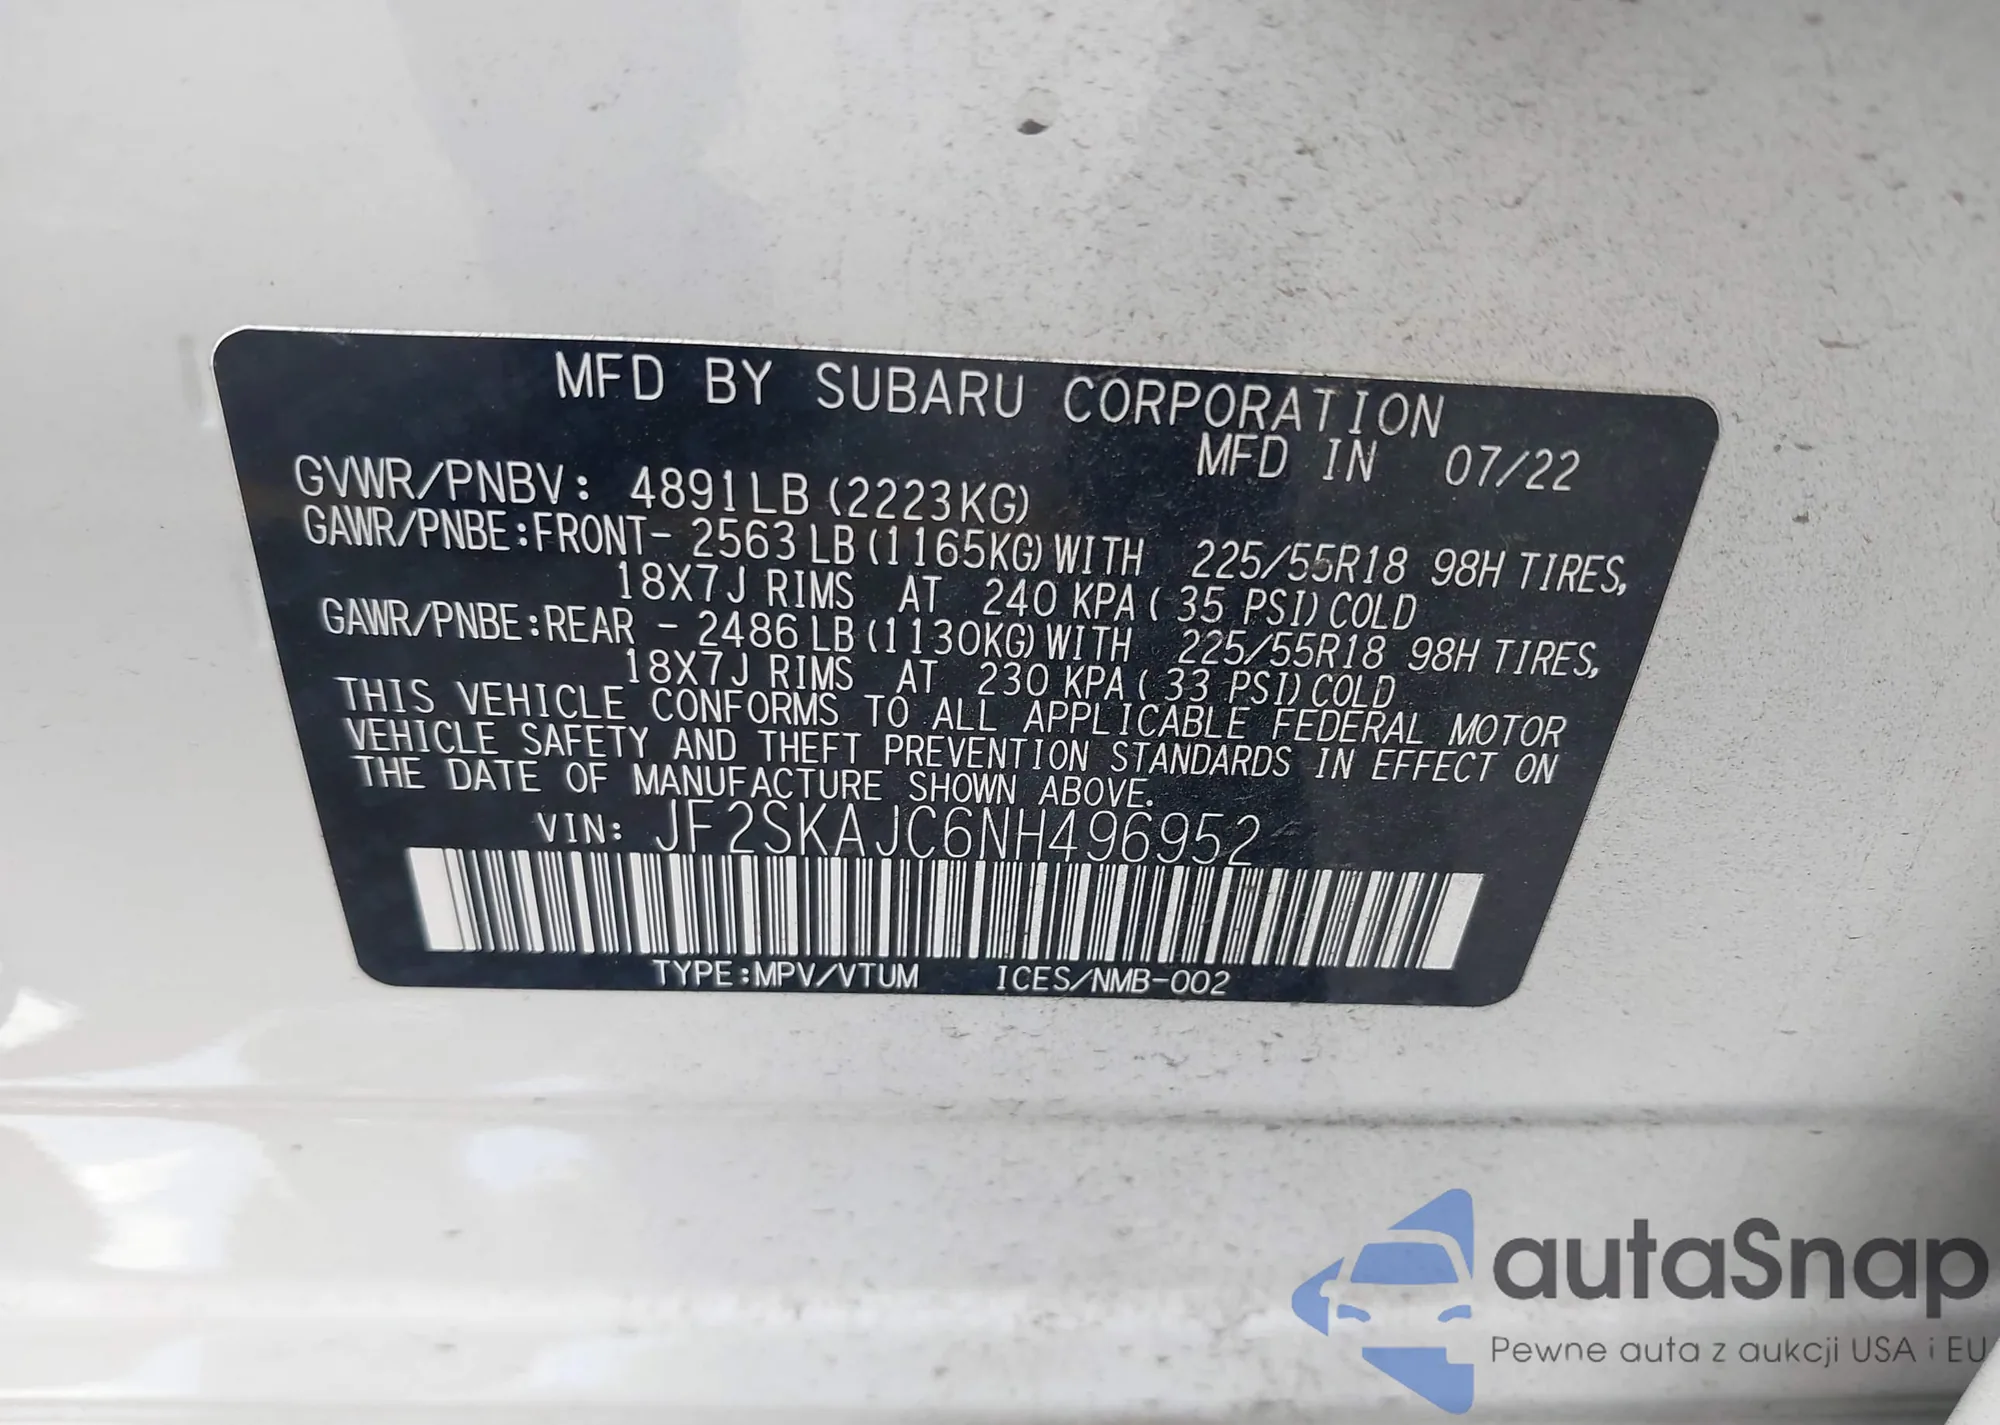 MFD BY SUBARU CORPORATION
MFD IN 07/22
GVWR/PNBV: 4891LB (2223KG)
GAWR/PNBE:FRONT- 2563 LB (1165KG) WITH 225/55R18 98H TIRES,
18X7J RIMS AT 240 KPA ( 35 PSI) COLD
GAWR/PNBE:REAR - 2486 LB (1130KG) WITH 225/55R18 98H TIRES,
18X7J RIMS AT 230 KPA ( 33 PSI) COLD
THIS VEHICLE CONFORMS TO ALL APPLICABLE FEDERAL MOTOR
VEHICLE SAFETY AND THEFT PREVENTION STANDARDS IN EFFECT ON
THE DATE OF MANUFACTURE SHOWN ABOVE.
VIN: JF2SKAJC6NH496952
TYPE:MPV/VTUM ICES/NMB-002
autaSnap
Pewne auta z aukcji USA i EU